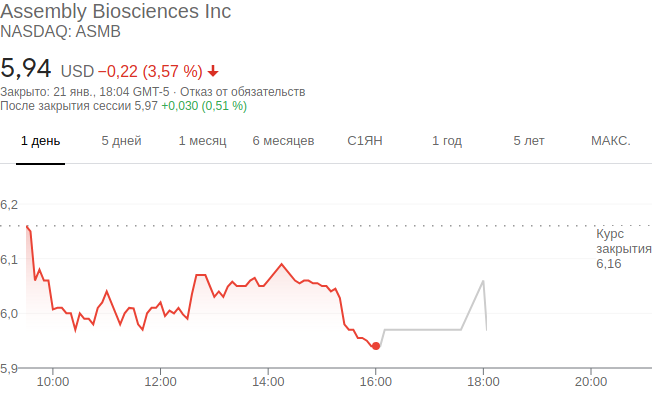 Assembly Biosciences Inc
NASDAQ: ASMB
5,94 USD −0,22 (3,57 %)
Закрыто: 21 янв., 18:04 GMT-5 · Отказ от обязательств
После закрытия сессии 5,97 +0,030 (0,51 %)
1 день 5 дней 1 месяц 6 месяцев С1ЯН 1 год 5 лет МАКС.
6,2
Курс
закрытия
6,16
6,1
6,0
5,9
10:00 12:00 14:00 16:00 18:00 20:00